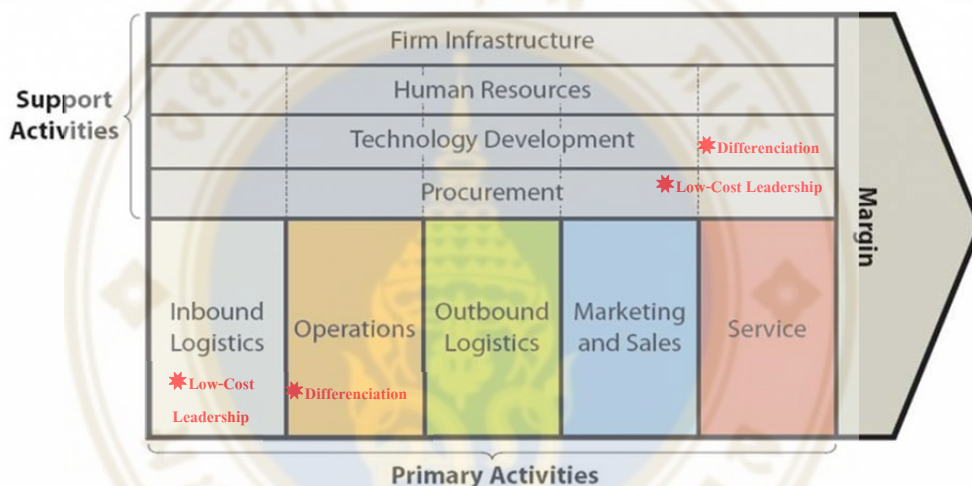 Firm Infrastructure
Human Resources
Support
Activities
Technology Development
✸Differenciation
Procurement
✸Low-Cost Leadership
Margin
Inbound
Logistics
Operations
Outbound
Logistics
Marketing
and Sales
Service
✸Low-Cost
Leadership
✸Differenciation
Primary Activities